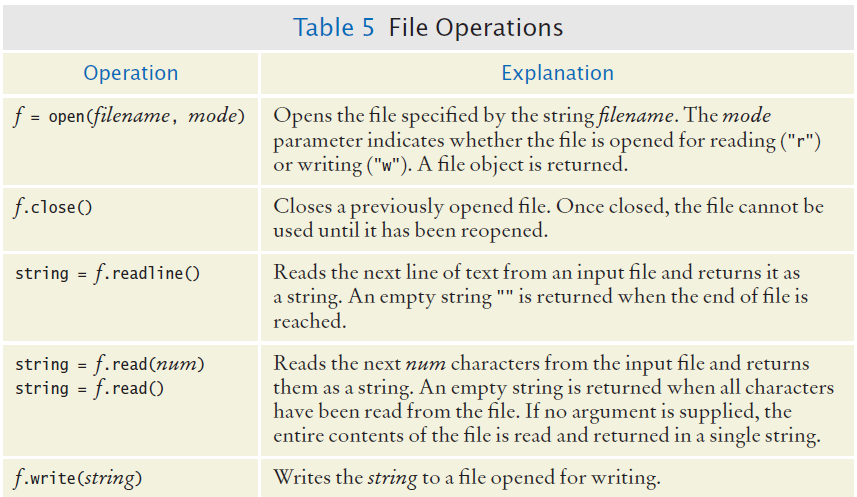 Table 5 File Operations
Operation Explanation
f = open(filename, mode) Opens the file specified by the string filename. The mode
parameter indicates whether the file is opened for reading ("r")
or writing ("w"). A file object is returned.
f.close() Closes a previously opened file. Once closed, the file cannot be
used until it has been reopened.
string = f.readline() Reads the next line of text from an input file and returns it as
a string. An empty string "" is returned when the end of file is
reached.
string = f.read(num) Reads the next num characters from the input file and returns
string = f.read() them as a string. An empty string is returned when all characters
have been read from the file. If no argument is supplied, the
entire contents of the file is read and returned in a single string.
f.write(string) Writes the string to a file opened for writing.